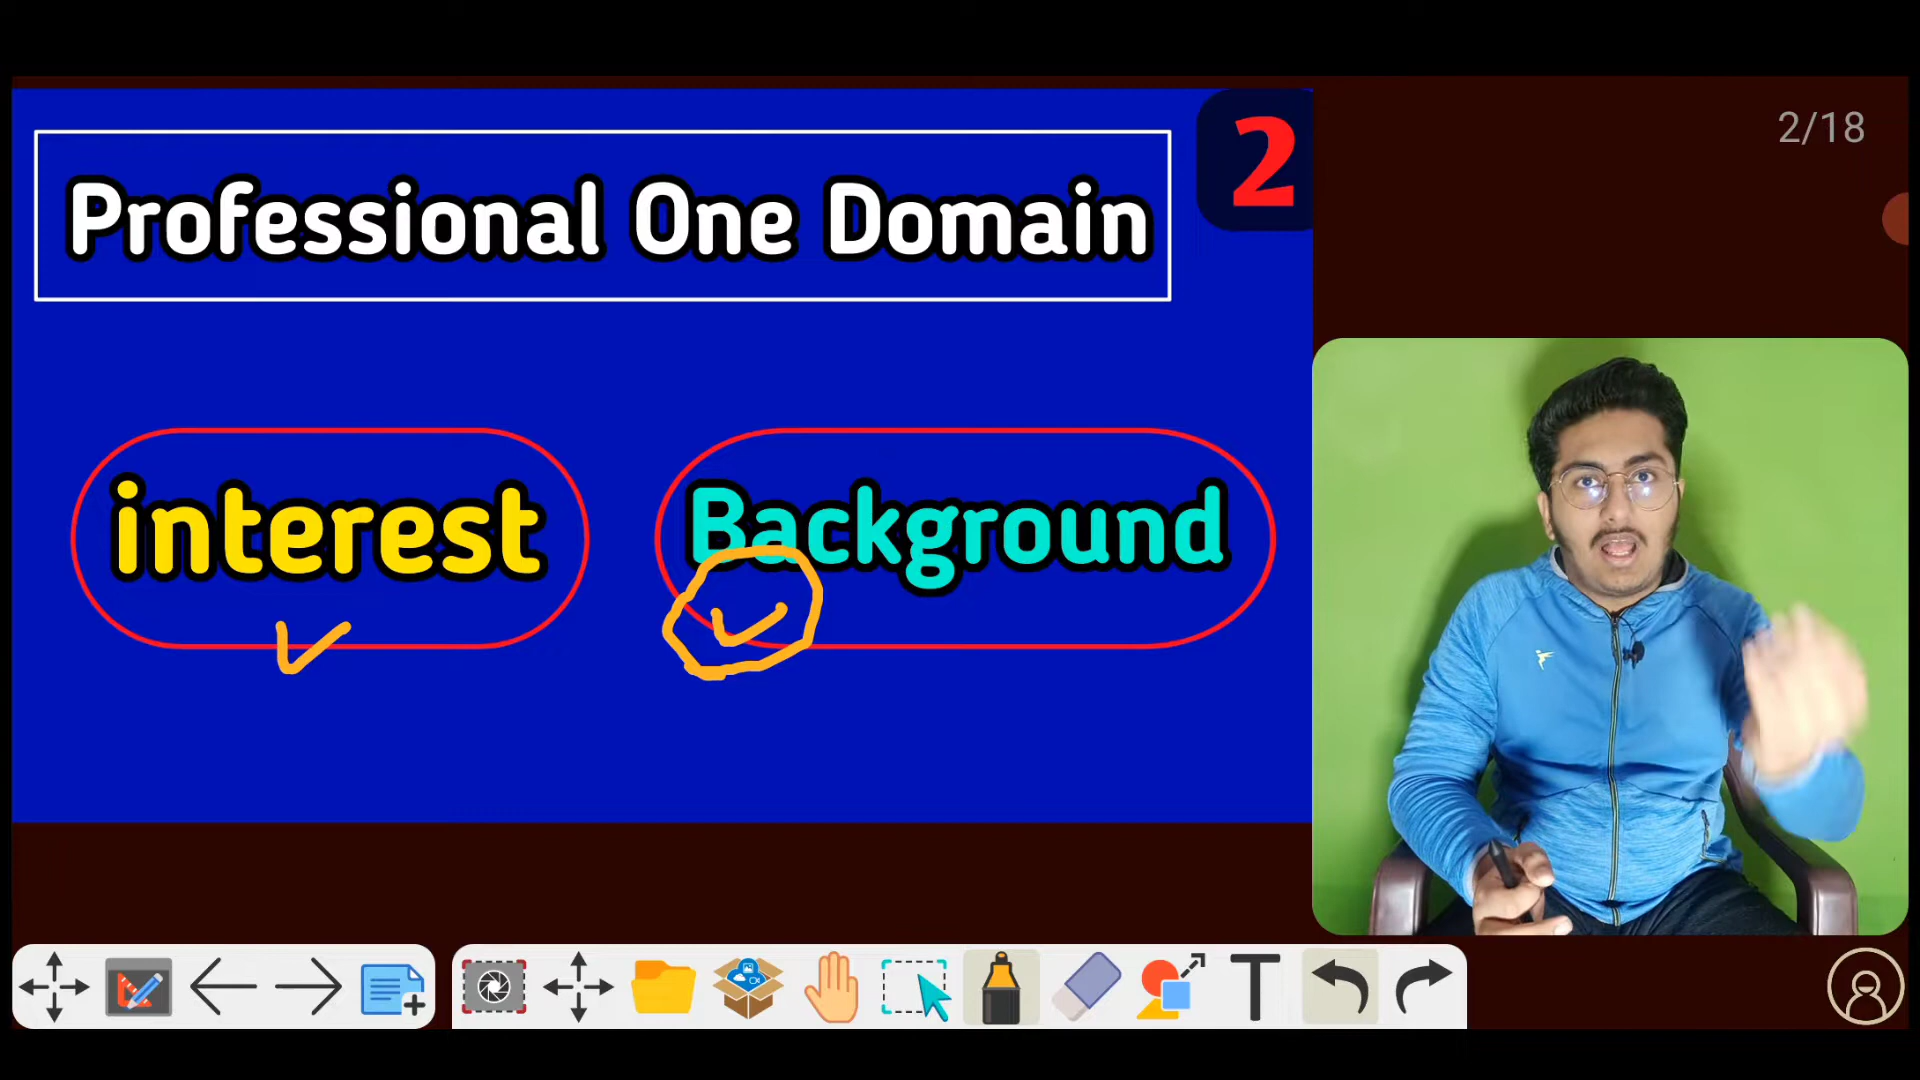 2/18
Professional One Domain
2
interest
Background
T